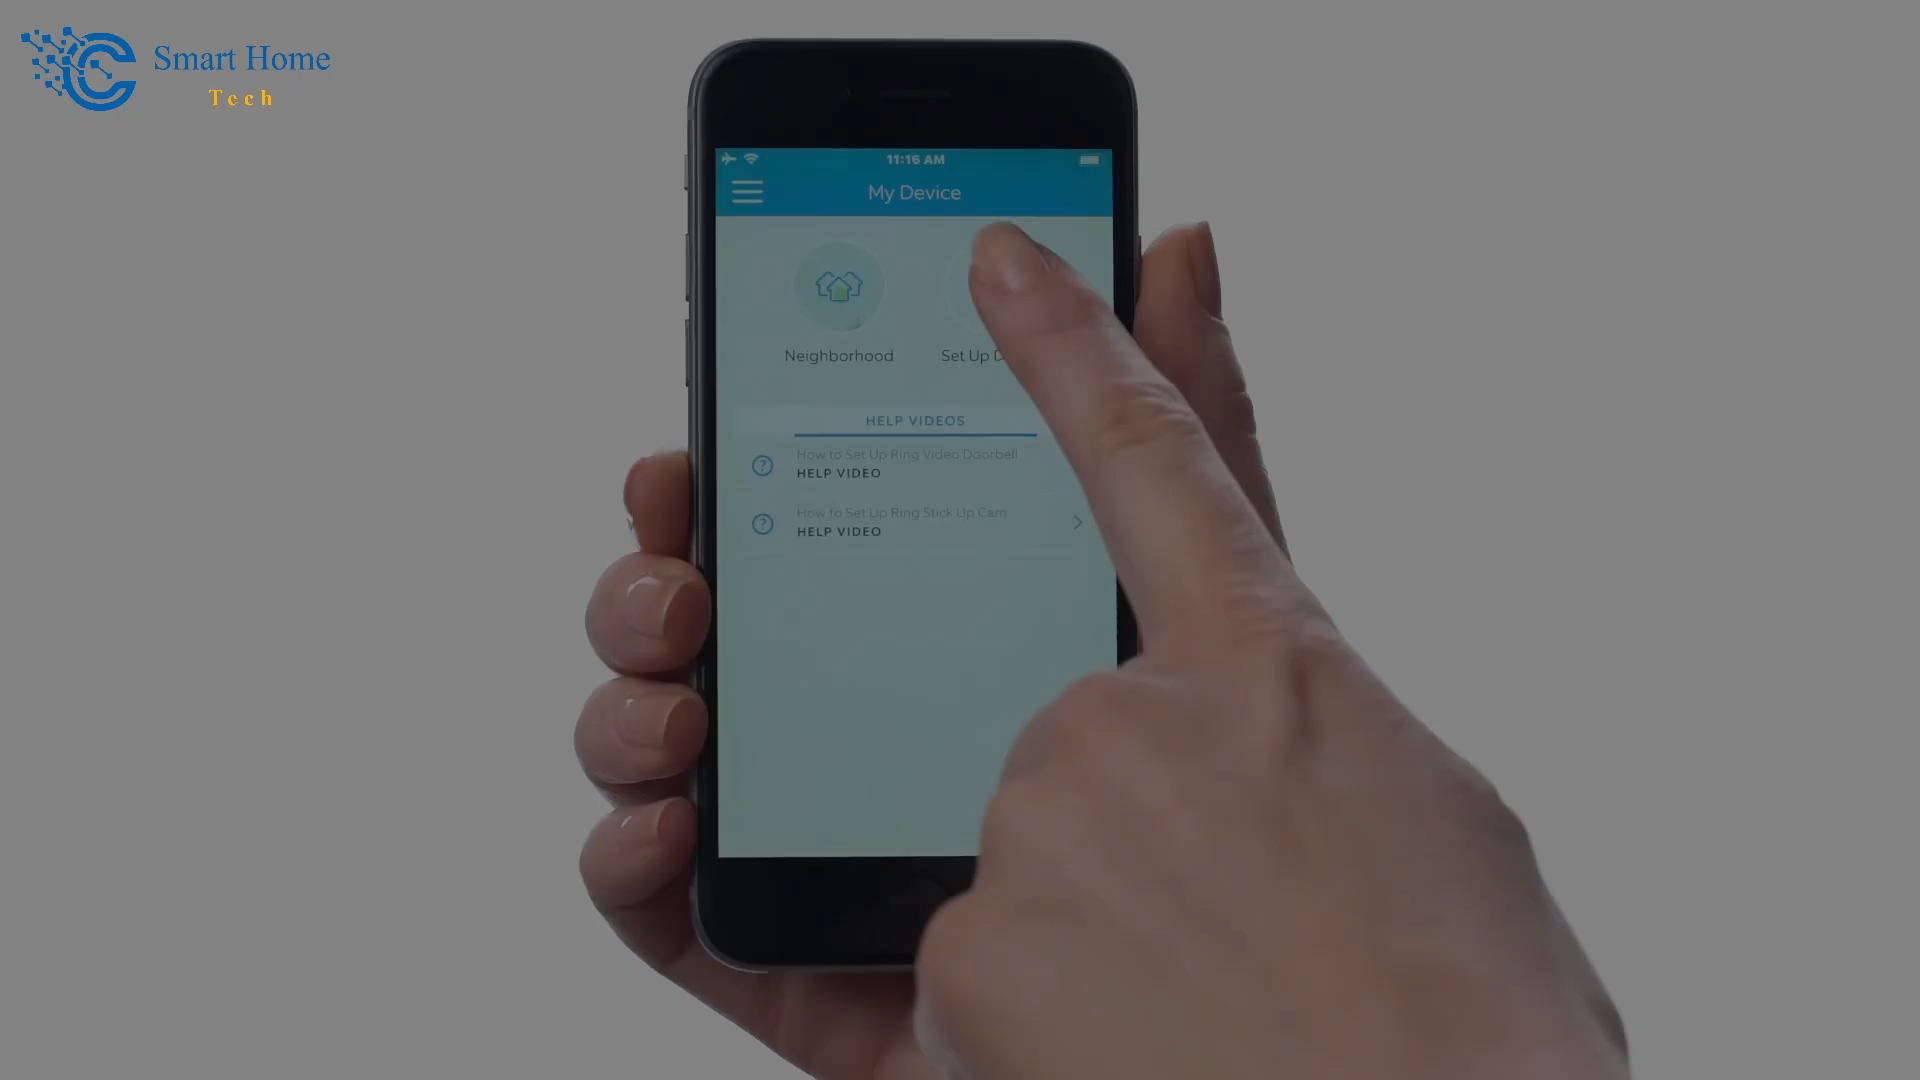 Smart Home
Tech
11:16 AM
My Device
Neighborhood
Set Up
HELP VIDEOS
How to Set Up Ring Video Doorbell
HELP VIDEO
How to Set Up Ring Stick Up Cam
HELP VIDEO